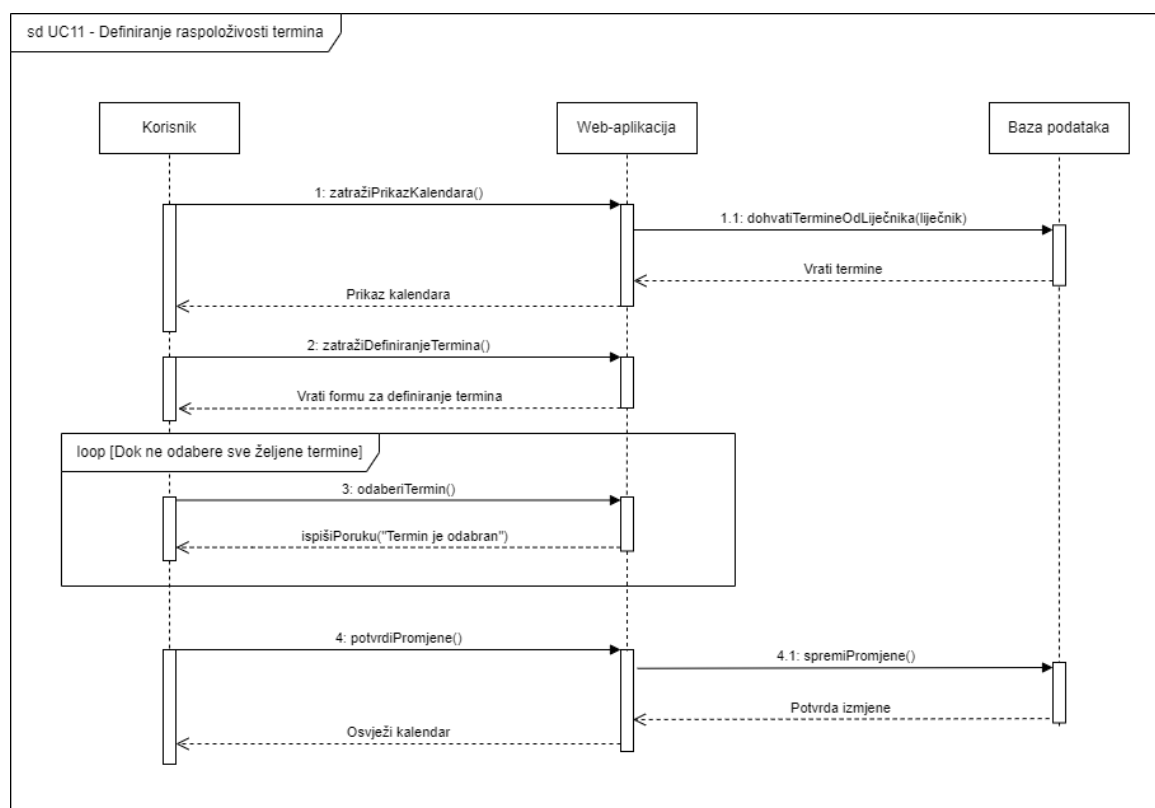 sd UC11 - Definiranje raspoloživosti termina
Korisnik
Web-aplikacija
Baza podataka
1: zatražiPrikazKalendara()
1.1: dohvatiTermineOdLiječnika(liječnik)
Vrati termine
Prikaz kalendara
2: zatražiDefiniranjeTermina()
Vrati formu za definiranje termina
loop [Dok ne odabere sve željene termine]
3: odaberiTermin()
ispišiPoruku("Termin je odabran")
4: potvrdiPromjene()
4.1: spremiPromjene()
Potvrda izmjene
Osvježi kalendar